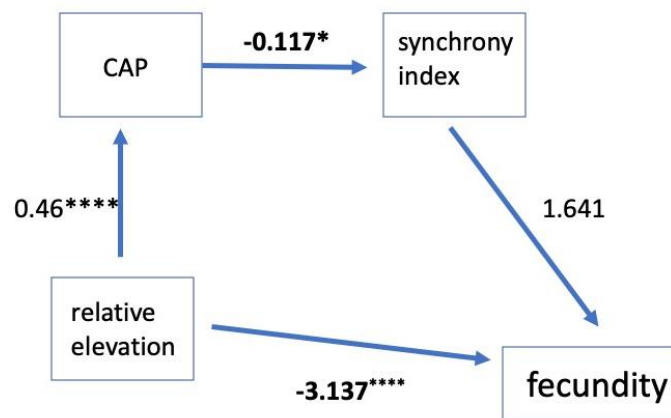 -0.117*
CAP
synchrony
index
0.46****
1.641
relative
elevation
-3.137****
fecundity